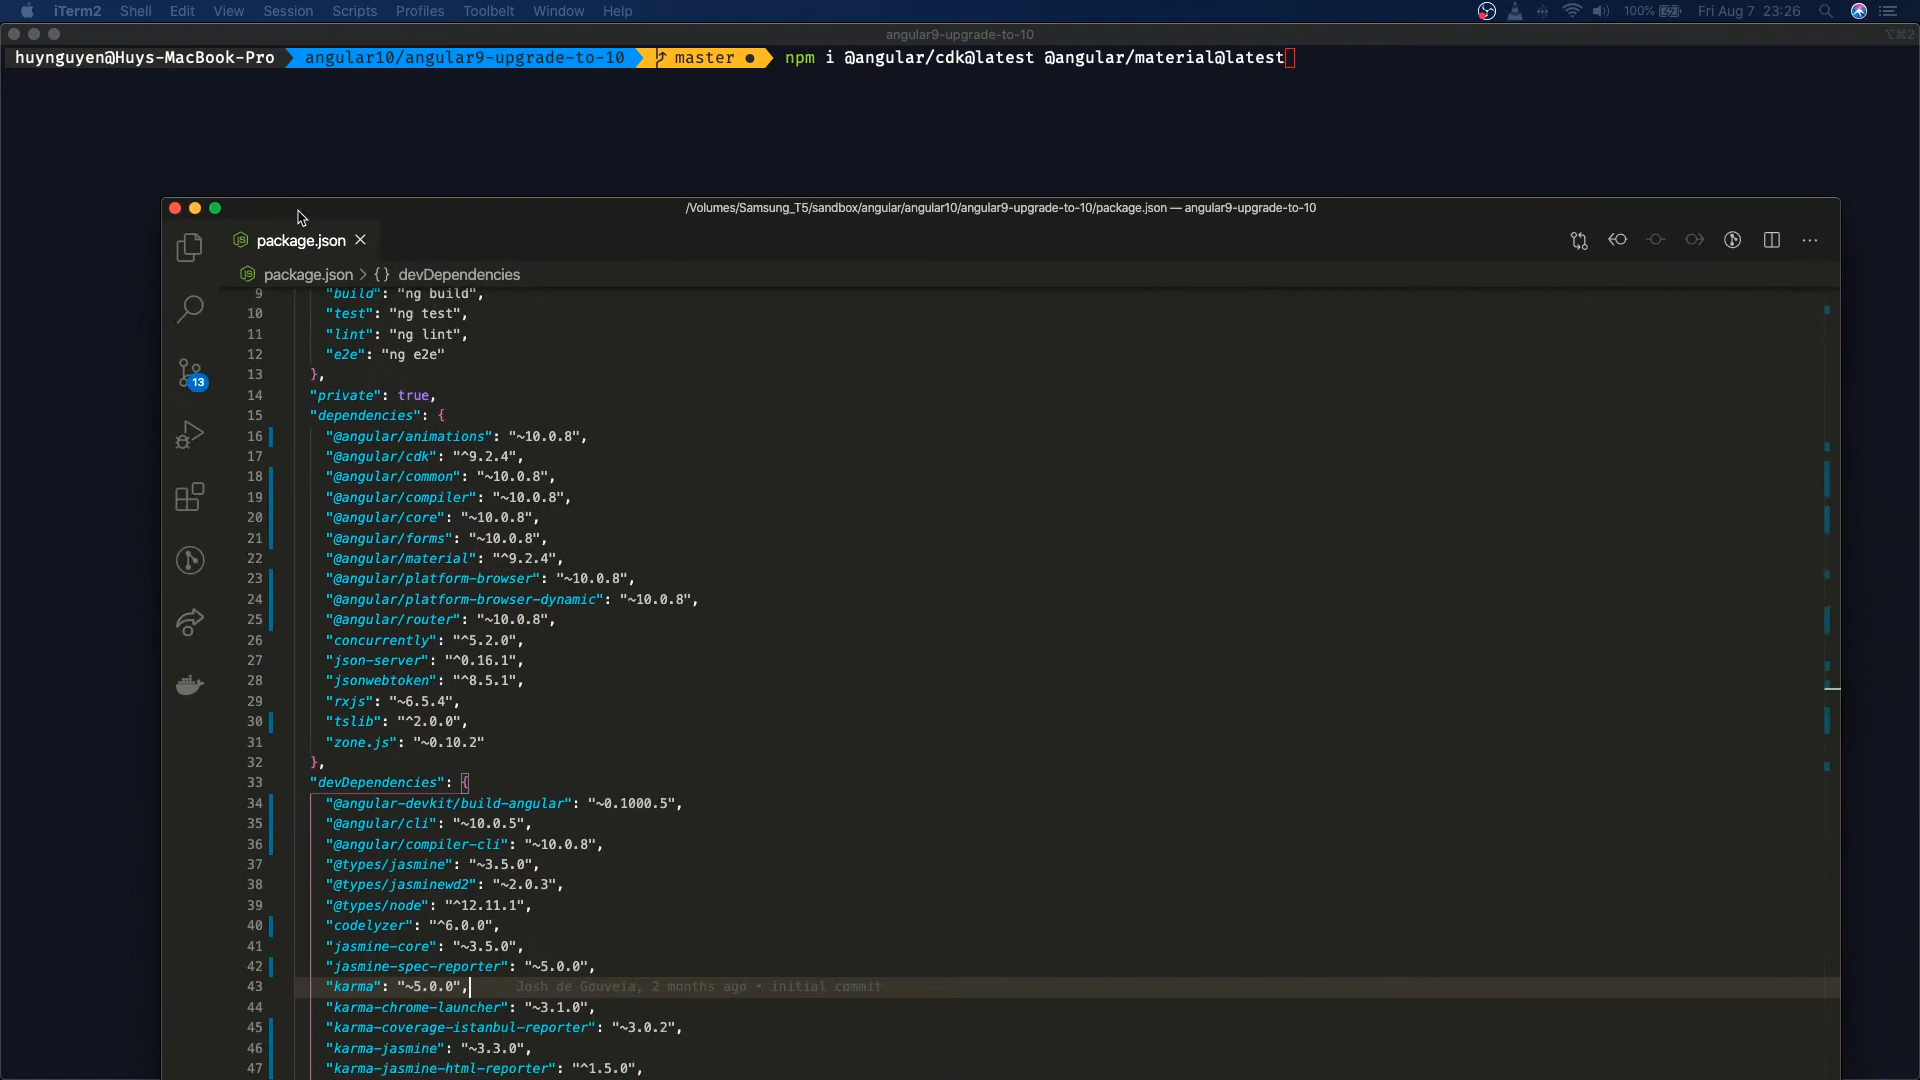 iTerm2 Shell Edit View Session Scripts Profiles Toolbelt Window Help 100% Fri Aug 7 23:26
angular9-upgrade-to-10 ⌥⌘2
huynguyen@Huys-MacBook-Pro angular10/angular9-upgrade-to-10 master ● npm i @angular/cdk@latest @angular/material@latest
/Volumes/Samsung_T5/sandbox/angular/angular10/angular9-upgrade-to-10/package.json — angular9-upgrade-to-10
package.json
package.json > {} devDependencies
9 "build": "ng build",
10 "test": "ng test",
11 "lint": "ng lint",
12 "e2e": "ng e2e"
13 },
14 "private": true,
15 "dependencies": {
16 "@angular/animations": "~10.0.8",
17 "@angular/cdk": "^9.2.4",
18 "@angular/common": "~10.0.8",
19 "@angular/compiler": "~10.0.8",
20 "@angular/core": "~10.0.8",
21 "@angular/forms": "~10.0.8",
22 "@angular/material": "^9.2.4",
23 "@angular/platform-browser": "~10.0.8",
24 "@angular/platform-browser-dynamic": "~10.0.8",
25 "@angular/router": "~10.0.8",
26 "concurrently": "^5.2.0",
27 "json-server": "^0.16.1",
28 "jsonwebtoken": "^8.5.1",
29 "rxjs": "~6.5.4",
30 "tslib": "^2.0.0",
31 "zone.js": "~0.10.2"
32 },
33 "devDependencies": {
34 "@angular-devkit/build-angular": "~0.1000.5",
35 "@angular/cli": "~10.0.5",
36 "@angular/compiler-cli": "~10.0.8",
37 "@types/jasmine": "~3.5.0",
38 "@types/jasminewd2": "~2.0.3",
39 "@types/node": "^12.11.1",
40 "codelyzer": "^6.0.0",
41 "jasmine-core": "~3.5.0",
42 "jasmine-spec-reporter": "~5.0.0",
43 "karma": "~5.0.0", Josh de Gouveia, 2 months ago • initial commit
44 "karma-chrome-launcher": "~3.1.0",
45 "karma-coverage-istanbul-reporter": "~3.0.2",
46 "karma-jasmine": "~3.3.0",
47 "karma-jasmine-html-reporter": "^1.5.0",
13